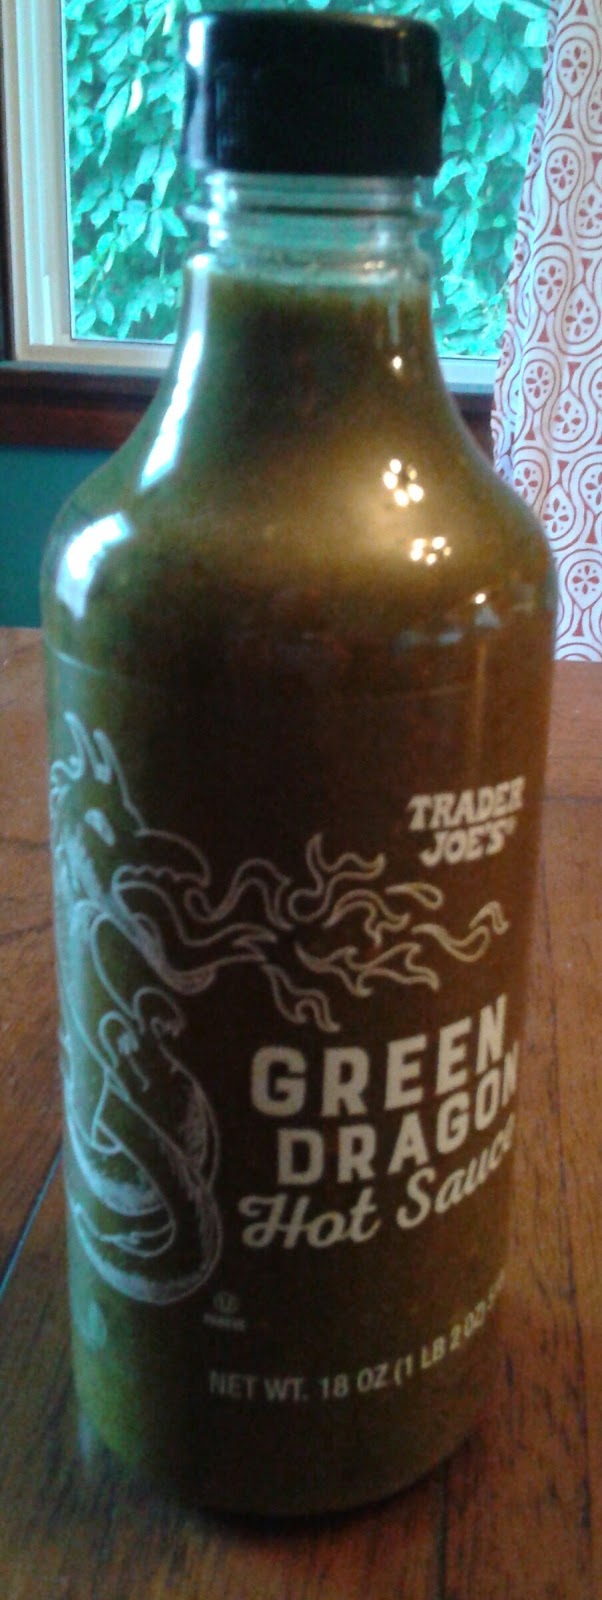 TRADER
JOE'S®
GREEN
DRAGON
Hot Sauce
NET WT. 18 OZ (1 LB 2 OZ)